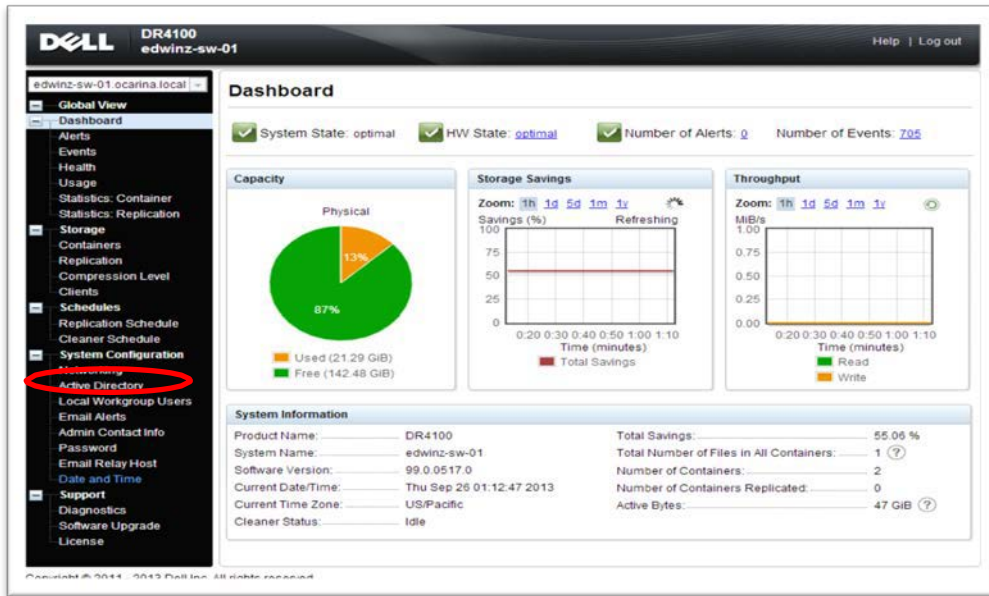 DELL
DR4100
edwinz-sw-01
Help | Log out
edwinz-sw-01.ocarina.local
Global View
Dashboard
Alerts
Events
Health
Usage
Statistics: Container
Statistics: Replication
Storage
Containers
Replication
Compression Level
Clients
Schedules
Replication Schedule
Cleaner Schedule
System Configuration
Networking
Active Directory
Local Workgroup Users
Email Alerts
Admin Contact Info
Password
Email Relay Host
Date and Time
Support
Diagnostics
Software Upgrade
License
Dashboard
System State: optimal
HW State: optimal
Number of Alerts: 0
Number of Events: 705
Capacity
Physical
13%
87%
Used (21.29 GiB)
Free (142.48 GiB)
Storage Savings
Zoom: 1h 1d 5d 1m 1y
Savings (%)
Refreshing
100
75
50
25
0
0:20 0:30 0:40 0:50 1:00 1:10
Time (minutes)
Total Savings
Throughput
Zoom: 1h 1d 5d 1m 1y
MiB/s
1.00
0.75
0.50
0.25
0.00
0:20 0:30 0:40 0:50 1:00 1:10
Time (minutes)
Read
Write
System Information
Product Name: DR4100
System Name: edwinz-sw-01
Software Version: 99.0.0517.0
Current Date/Time: Thu Sep 26 01:12:47 2013
Current Time Zone: US/Pacific
Cleaner Status: Idle
Total Savings: 55.06 %
Total Number of Files in All Containers: 1 ?
Number of Containers: 2
Number of Containers Replicated: 0
Active Bytes: 47 GiB ?
Copyright © 2011 - 2013 Dell Inc. All rights reserved.